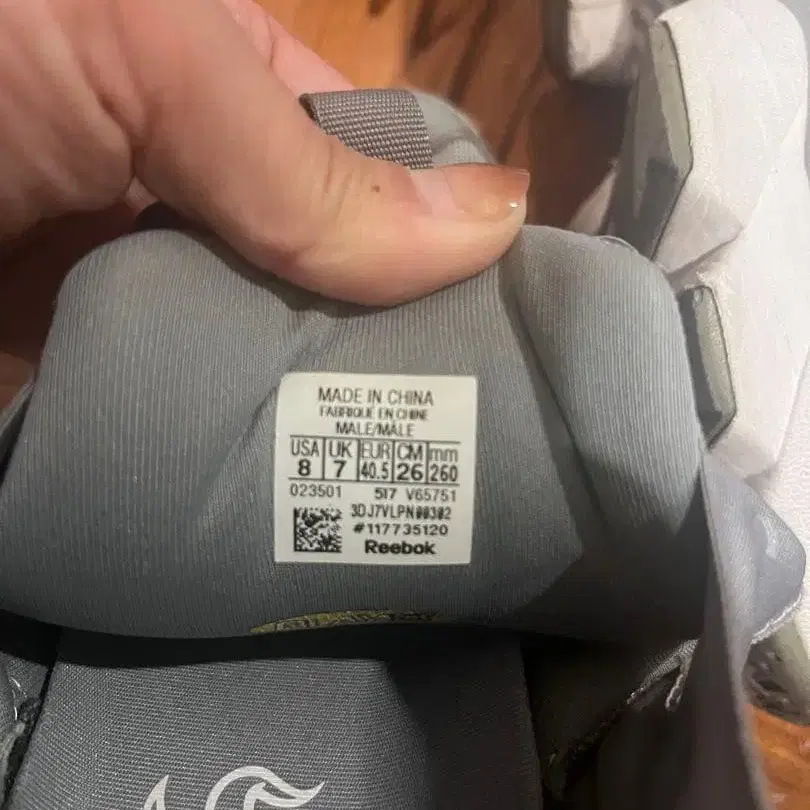 MADE IN CHINA
FABRIQUÉ EN CHINE
MALE/MÂLE
USA UK EUR CM mm
8 7 40.5 26 260
023501 517 V65751
3DJ7VLPN00302
#117735120
Reebok